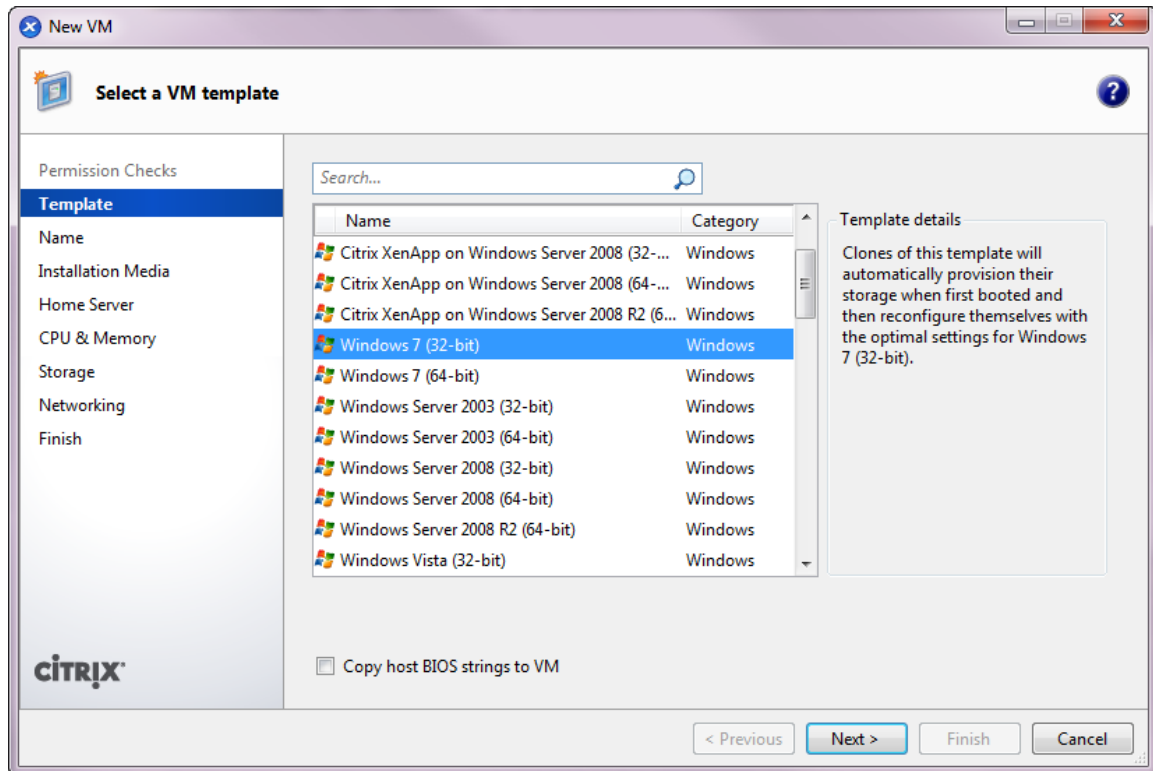 New VM
Select a VM template
Permission Checks
Template
Name
Installation Media
Home Server
CPU & Memory
Storage
Networking
Finish
CİTRIX
Search...
Name Category
Citrix XenApp on Windows Server 2008 (32-... Windows
Citrix XenApp on Windows Server 2008 (64-... Windows
Citrix XenApp on Windows Server 2008 R2 (6... Windows
Windows 7 (32-bit) Windows
Windows 7 (64-bit) Windows
Windows Server 2003 (32-bit) Windows
Windows Server 2003 (64-bit) Windows
Windows Server 2008 (32-bit) Windows
Windows Server 2008 (64-bit) Windows
Windows Server 2008 R2 (64-bit) Windows
Windows Vista (32-bit) Windows
Template details
Clones of this template will
automatically provision their
storage when first booted and
then reconfigure themselves with
the optimal settings for Windows
7 (32-bit).
Copy host BIOS strings to VM
< Previous Next > Finish Cancel